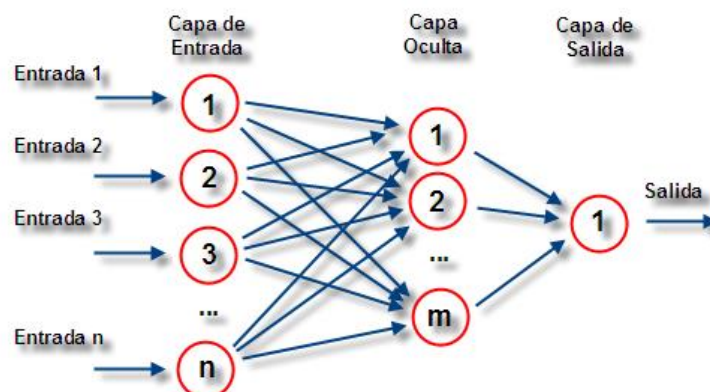 Capa de
Entrada
Capa
Oculta
Capa de
Salida
Entrada 1
1
Entrada 2
2
Entrada 3
3
...
Entrada n
n
1
2
...
m
1
Salida